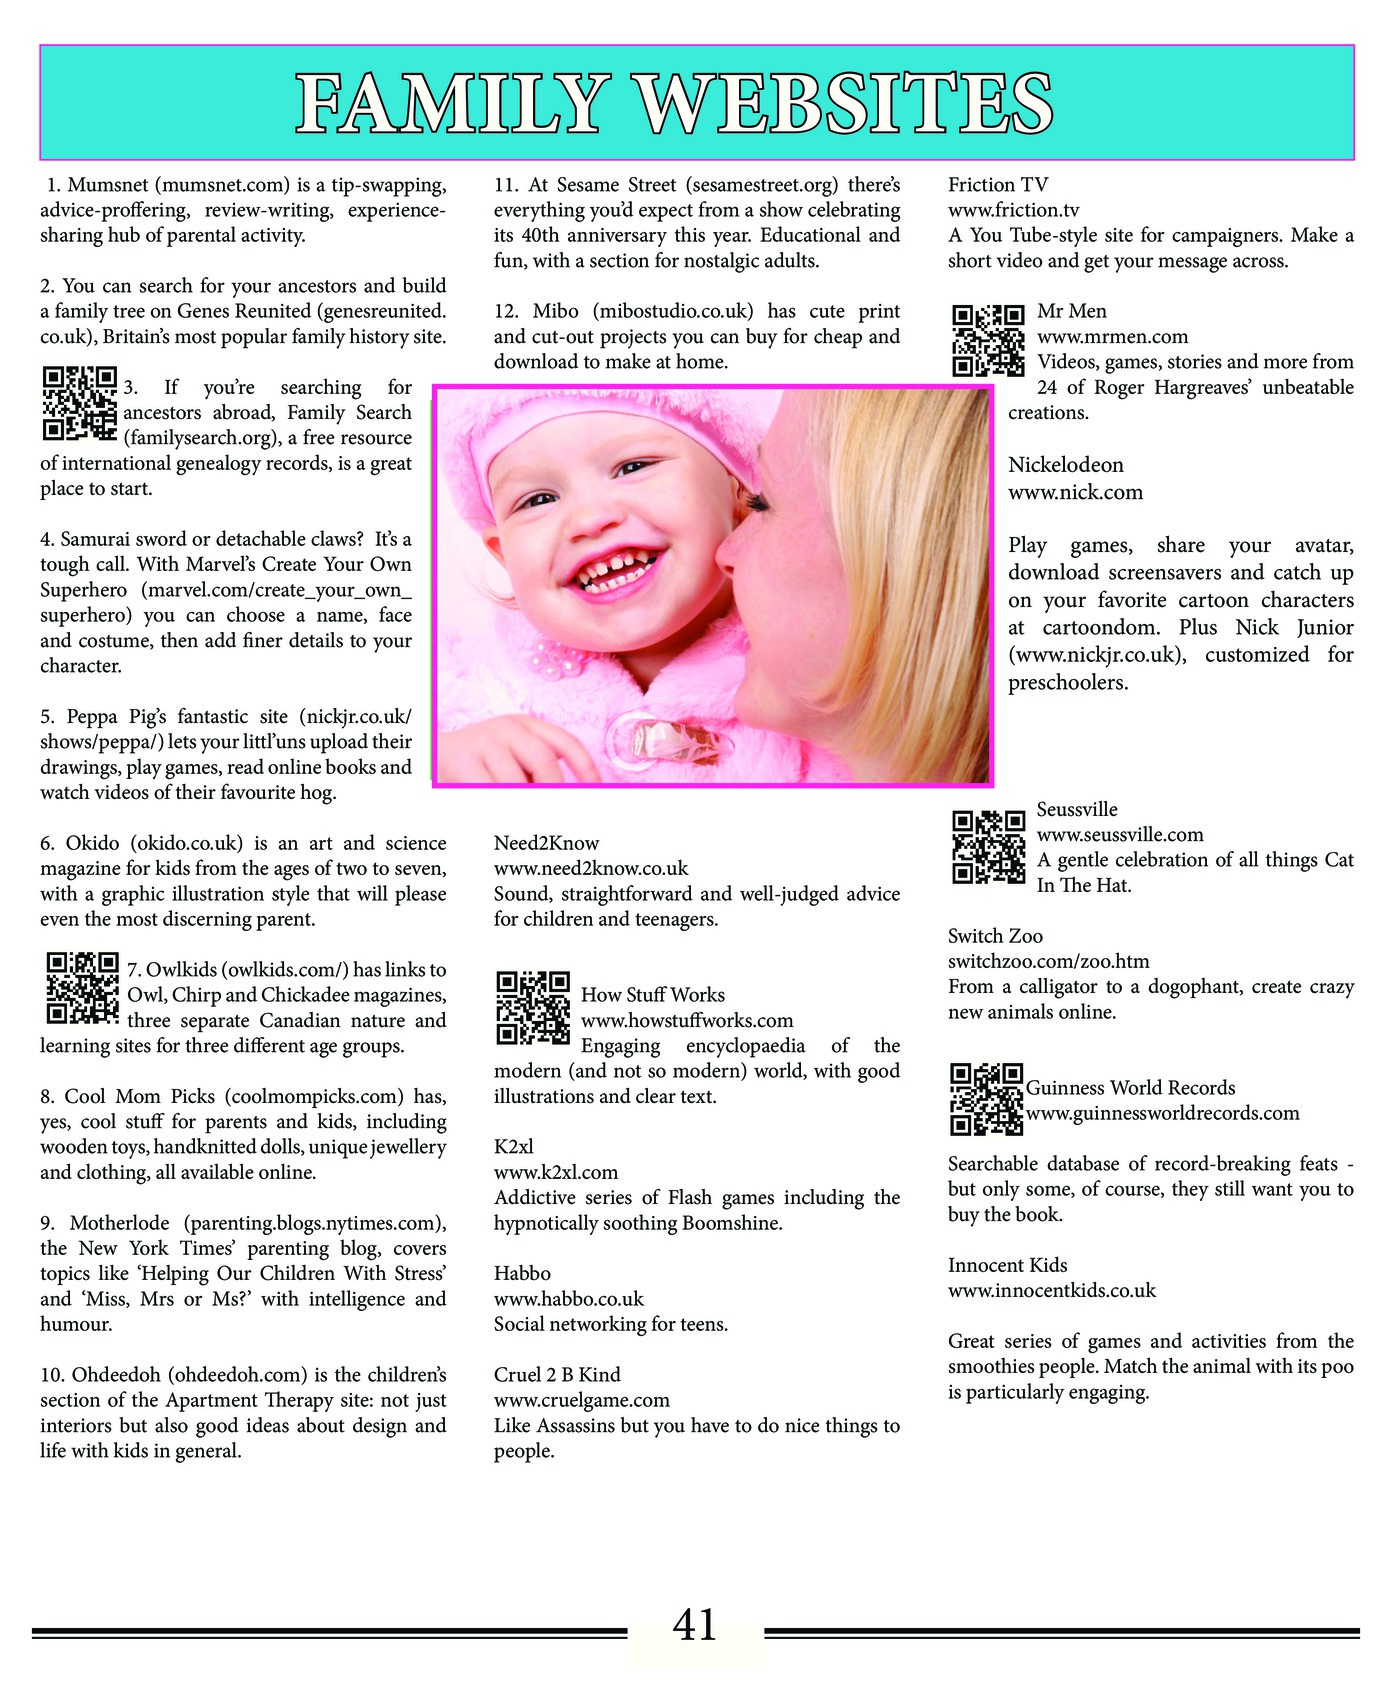 FAMILY WEBSITES
1. Mumsnet (mumsnet.com) is a tip-swapping,
advice-proffering, review-writing, experience-
sharing hub of parental activity.
2. You can search for your ancestors and build
a family tree on Genes Reunited (genesreunited.
co.uk), Britain's most popular family history site.
3. If you're searching for
ancestors abroad, Family Search
(familysearch.org), a free resource
of international genealogy records, is a great
place to start.
4. Samurai sword or detachable claws? It's a
tough call. With Marvel's Create Your Own
Superhero (marvel.com/create_your_own_
superhero) you can choose a name, face
and costume, then add finer details to your
character.
5. Peppa Pig's fantastic site (nickjr.co.uk/
shows/peppa/) lets your littl'uns upload their
drawings, play games, read online books and
watch videos of their favourite hog.
6. Okido (okido.co.uk) is an art and science
magazine for kids from the ages of two to seven,
with a graphic illustration style that will please
even the most discerning parent.
7. Owlkids (owlkids.com/) has links to
Owl, Chirp and Chickadee magazines,
three separate Canadian nature and
learning sites for three different age groups.
8. Cool Mom Picks (coolmompicks.com) has,
yes, cool stuff for parents and kids, including
wooden toys, handknitted dolls, unique jewellery
and clothing, all available online.
9. Motherlode (parenting.blogs.nytimes.com),
the New York Times' parenting blog, covers
topics like 'Helping Our Children With Stress'
and 'Miss, Mrs or Ms?' with intelligence and
humour.
10. Ohdeedoh (ohdeedoh.com) is the children's
section of the Apartment Therapy site: not just
interiors but also good ideas about design and
life with kids in general.
11. At Sesame Street (sesamestreet.org) there's
everything you'd expect from a show celebrating
its 40th anniversary this year. Educational and
fun, with a section for nostalgic adults.
12. Mibo (mibostudio.co.uk) has cute print
and cut-out projects you can buy for cheap and
download to make at home.
Need2Know
www.need2know.co.uk
Sound, straightforward and well-judged advice
for children and teenagers.
How Stuff Works
www.howstuffworks.com
Engaging encyclopaedia of the
modern (and not so modern) world, with good
illustrations and clear text.
K2xl
www.k2xl.com
Addictive series of Flash games including the
hypnotically soothing Boomshine.
Habbo
www.habbo.co.uk
Social networking for teens.
Cruel 2 B Kind
www.cruelgame.com
Like Assassins but you have to do nice things to
people.
Friction TV
www.friction.tv
A You Tube-style site for campaigners. Make a
short video and get your message across.
Mr Men
www.mrmen.com
Videos, games, stories and more from
24 of Roger Hargreaves' unbeatable
creations.
Nickelodeon
www.nick.com
Play games, share your avatar,
download screensavers and catch up
on your favorite cartoon characters
at cartoondom. Plus Nick Junior
(www.nickjr.co.uk), customized for
preschoolers.
Seussville
www.seussville.com
A gentle celebration of all things Cat
In The Hat.
Switch Zoo
switchzoo.com/zoo.htm
From a calligator to a dogophant, create crazy
new animals online.
Guinness World Records
www.guinnessworldrecords.com
Searchable database of record-breaking feats -
but only some, of course, they still want you to
buy the book.
Innocent Kids
www.innocentkids.co.uk
Great series of games and activities from the
smoothies people. Match the animal with its poo
is particularly engaging.
41